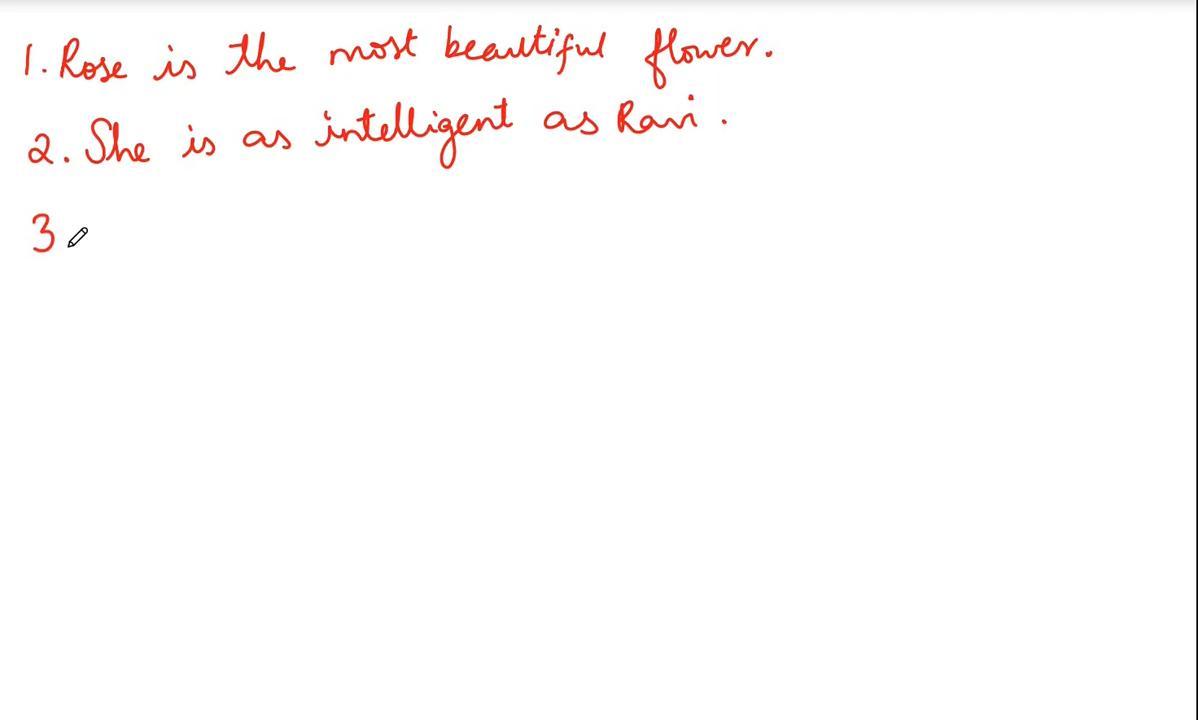 1. Rose is the most beautiful flower.
2. She is as intelligent as Ravi.
3